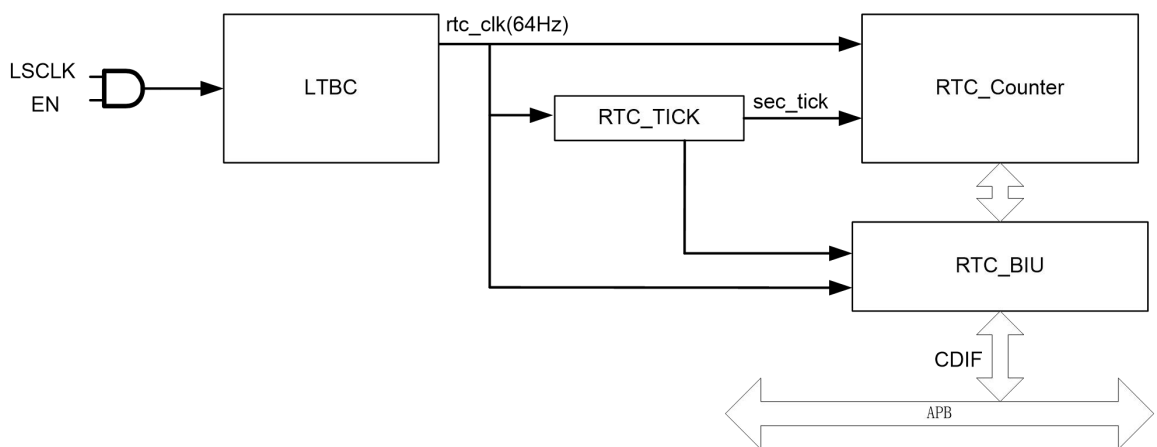 rtc_clk(64Hz)
LSCLK
EN
LTBC
RTC_TICK
sec_tick
RTC_Counter
RTC_BIU
CDIF
APB